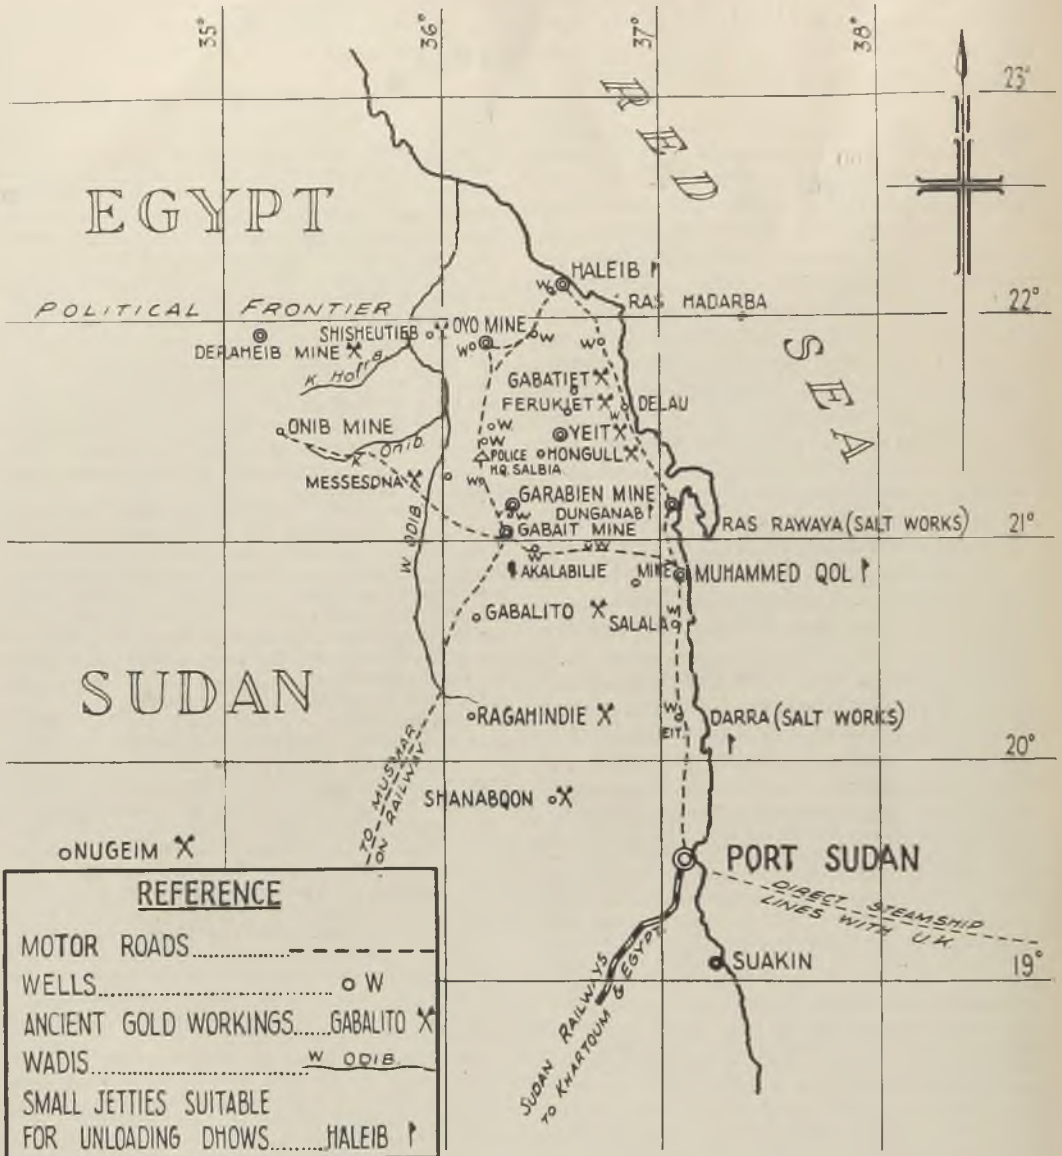 35° 36° 37° 38°
23°
RED
EGYPT
HALEIB
W
RAS HADARBA
22°
POLITICAL FRONTIER
SHISHEUTIEB OYO MINE
W W W
DERAHEIB MINE
SEA
K Hoff B.
GABATIET
FERUKIET DELAU
W
ONIB MINE
K Onib.
W
W
YEIT
POLICE HONGULL
H.Q. SALBIA
MESSESDNA
W
GARABIEN MINE
W DUNGANAB
RAS RAWAYA (SALT WORKS) 21°
GABAIT MINE
W W
W ODIB
AKALABILIE MINE MUHAMMED QOL
GABALITO
W
SALALA
SUDAN
RAGAHINDIE
W
EIT.
DARRA (SALT WORKS)
20°
TO MUSMAR
ON RAILWAY
SHANABQON
NUGEIM
PORT SUDAN
DIRECT STEAMSHIP
LINES WITH U.K
SUAKIN
19°
SUDAN RAILWAYS
TO KHARTOUM & EGYPT.
REFERENCE
MOTOR ROADS
WELLS o W
ANCIENT GOLD WORKINGS GABALITO
WADIS W ODIB.
SMALL JETTIES SUITABLE
FOR UNLOADING DHOWS HALEIB